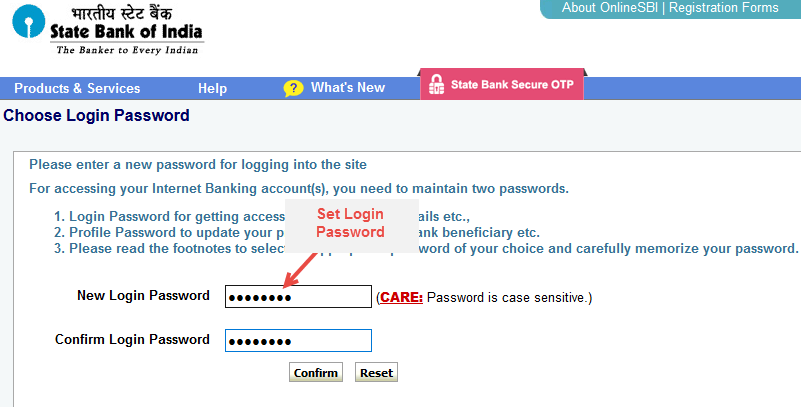 About OnlineSBI | Registration Forms
भारतीय स्टेट बैंक
State Bank of India
The Banker to Every Indian
Products & Services Help ? What's New State Bank Secure OTP
Choose Login Password
Please enter a new password for logging into the site
For accessing your Internet Banking account(s), you need to maintain two passwords.
1. Login Password for getting access ails etc.,
2. Profile Password to update your p ank beneficiary etc.
3. Please read the footnotes to selec word of your choice and carefully memorize your password.
Set Login
Password
New Login Password (CARE: Password is case sensitive.)
Confirm Login Password
Confirm Reset